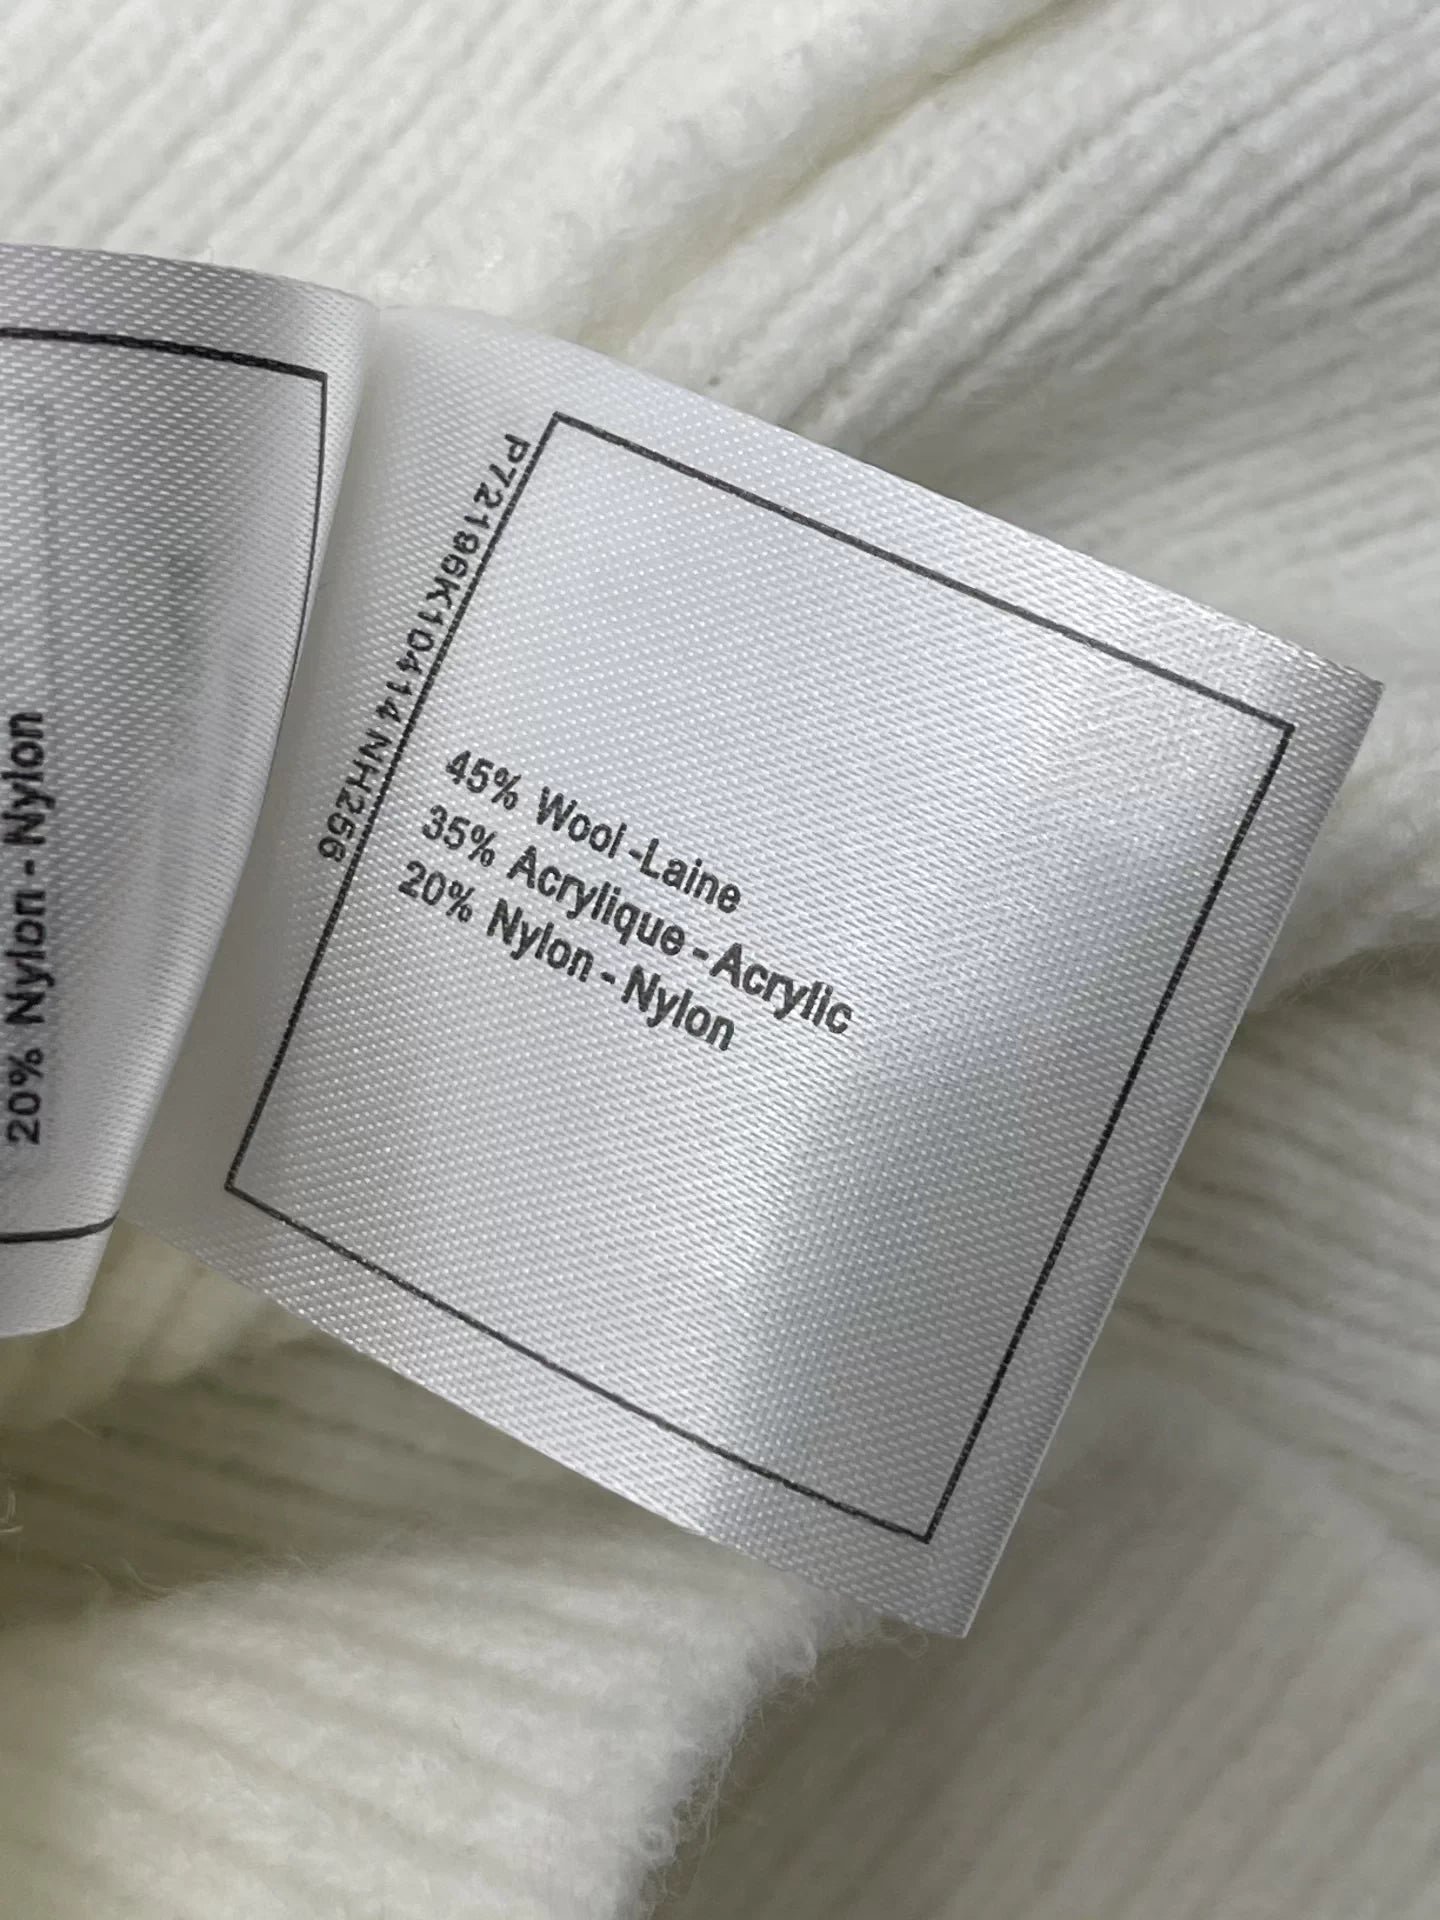 20% Nylon - Nylon
P72196K10414 NH256
45% Wool -Laine
35% Acrylique - Acrylic
20% Nylon - Nylon